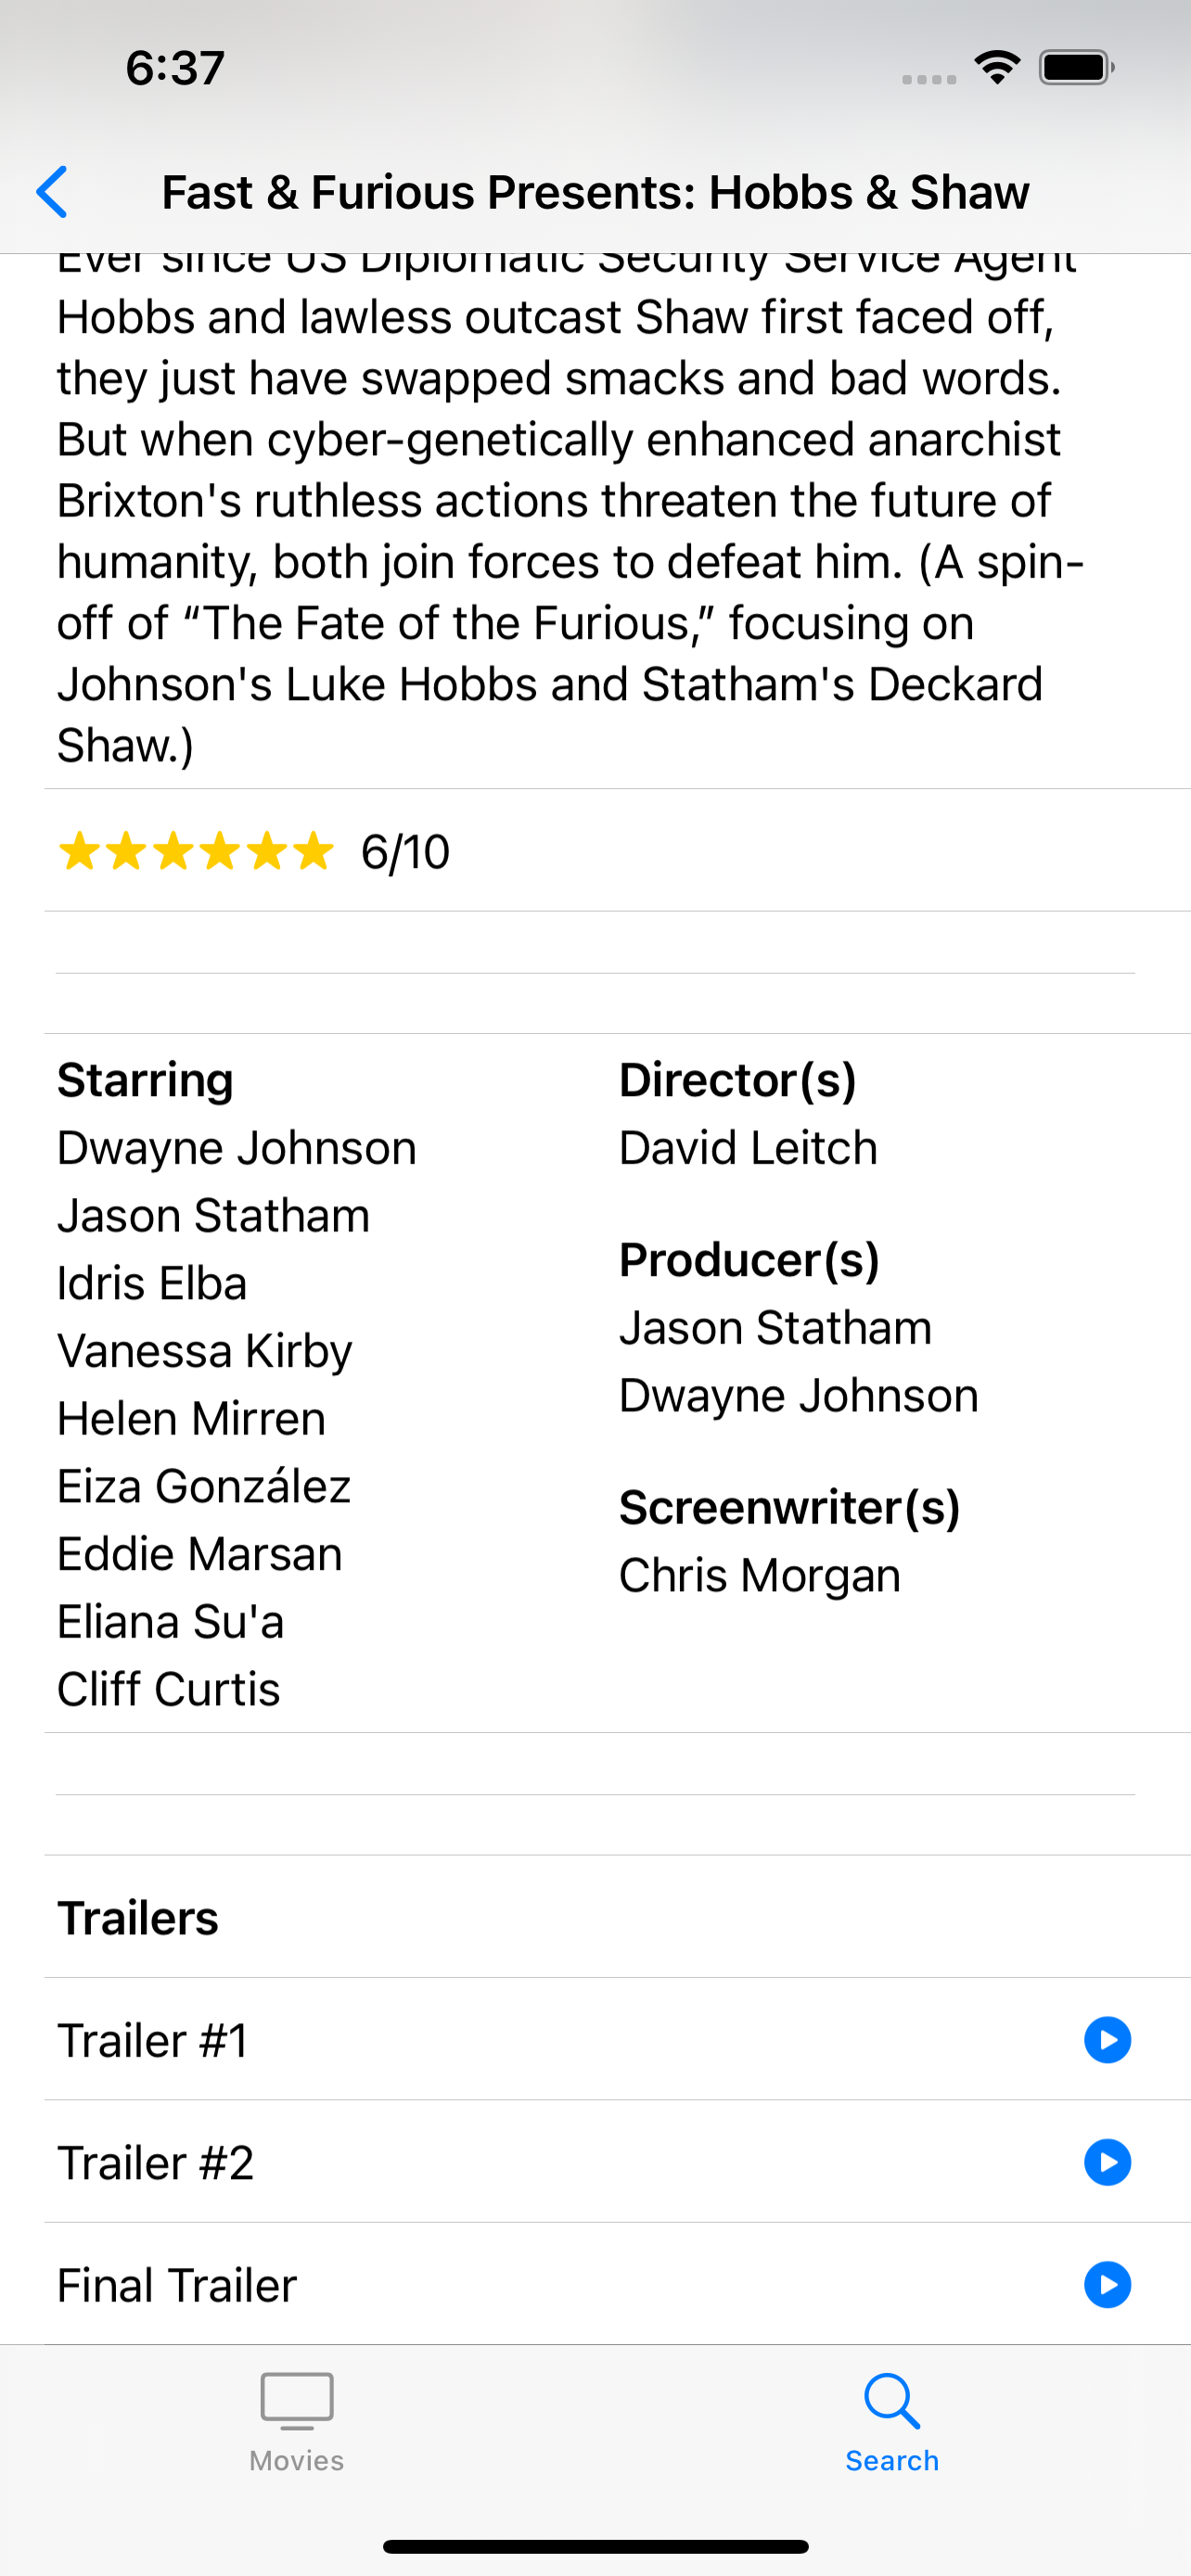 6:37
Fast & Furious Presents: Hobbs & Shaw
Ever since US Diplomatic Security Service Agent
Hobbs and lawless outcast Shaw first faced off,
they just have swapped smacks and bad words.
But when cyber-genetically enhanced anarchist
Brixton's ruthless actions threaten the future of
humanity, both join forces to defeat him. (A spin-
off of “The Fate of the Furious,” focusing on
Johnson's Luke Hobbs and Statham's Deckard
Shaw.)
6/10
Starring
Dwayne Johnson
Jason Statham
Idris Elba
Vanessa Kirby
Helen Mirren
Eiza González
Eddie Marsan
Eliana Su'a
Cliff Curtis
Director(s)
David Leitch
Producer(s)
Jason Statham
Dwayne Johnson
Screenwriter(s)
Chris Morgan
Trailers
Trailer #1
Trailer #2
Final Trailer
Movies
Search